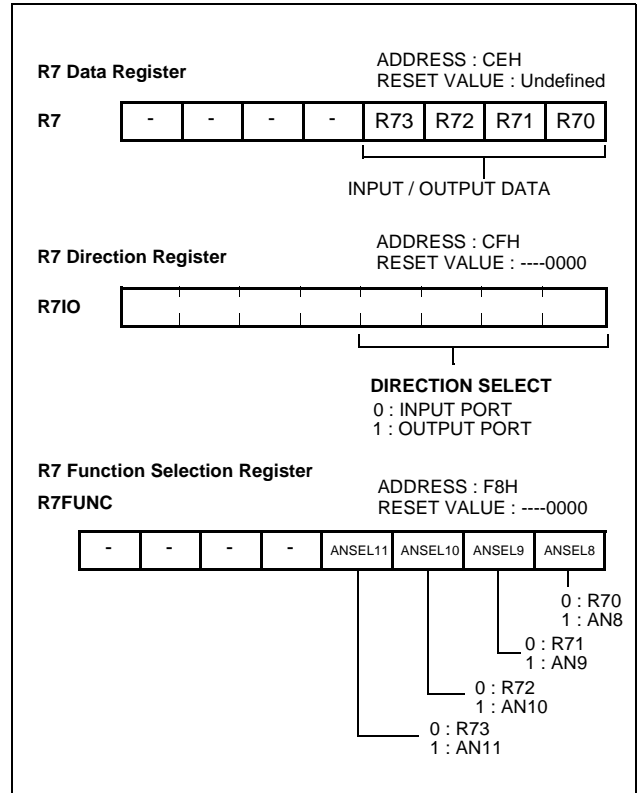 R7 Data Register
ADDRESS : CEH
RESET VALUE : Undefined
R7
- - - - R73 R72 R71 R70
INPUT / OUTPUT DATA
R7 Direction Register
ADDRESS : CFH
RESET VALUE : ----0000
R7IO
DIRECTION SELECT
0 : INPUT PORT
1 : OUTPUT PORT
R7 Function Selection Register
R7FUNC
ADDRESS : F8H
RESET VALUE : ----0000
- - - - ANSEL11 ANSEL10 ANSEL9 ANSEL8
0 : R70
1 : AN8
0 : R71
1 : AN9
0 : R72
1 : AN10
0 : R73
1 : AN11